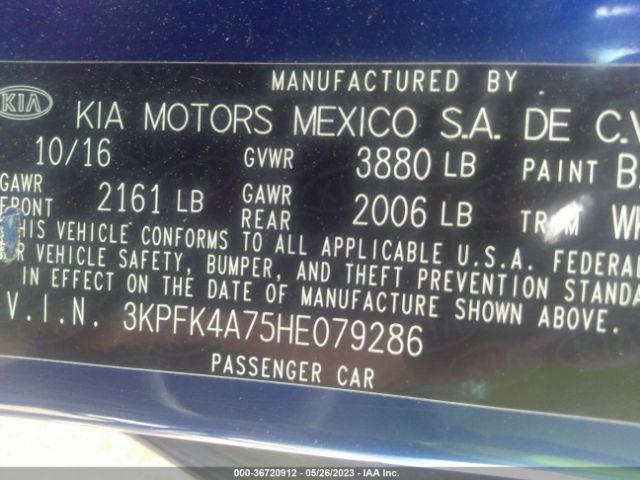 MANUFACTURED BY
KIA
KIA MOTORS MEXICO S.A. DE C.V
10/16 GVWR 3880 LB PAINT B
GAWR FRONT 2161 LB GAWR REAR 2006 LB TRIM
THIS VEHICLE CONFORMS TO ALL APPLICABLE U.S.A. FEDERAL
VEHICLE SAFETY, BUMPER, AND THEFT PREVENTION STANDA
IN EFFECT ON THE DATE OF MANUFACTURE SHOWN ABOVE.
V.I.N. 3KPFK4A75HE079286
PASSENGER CAR
000-36720912 - 05/26/2023 - IAA Inc.